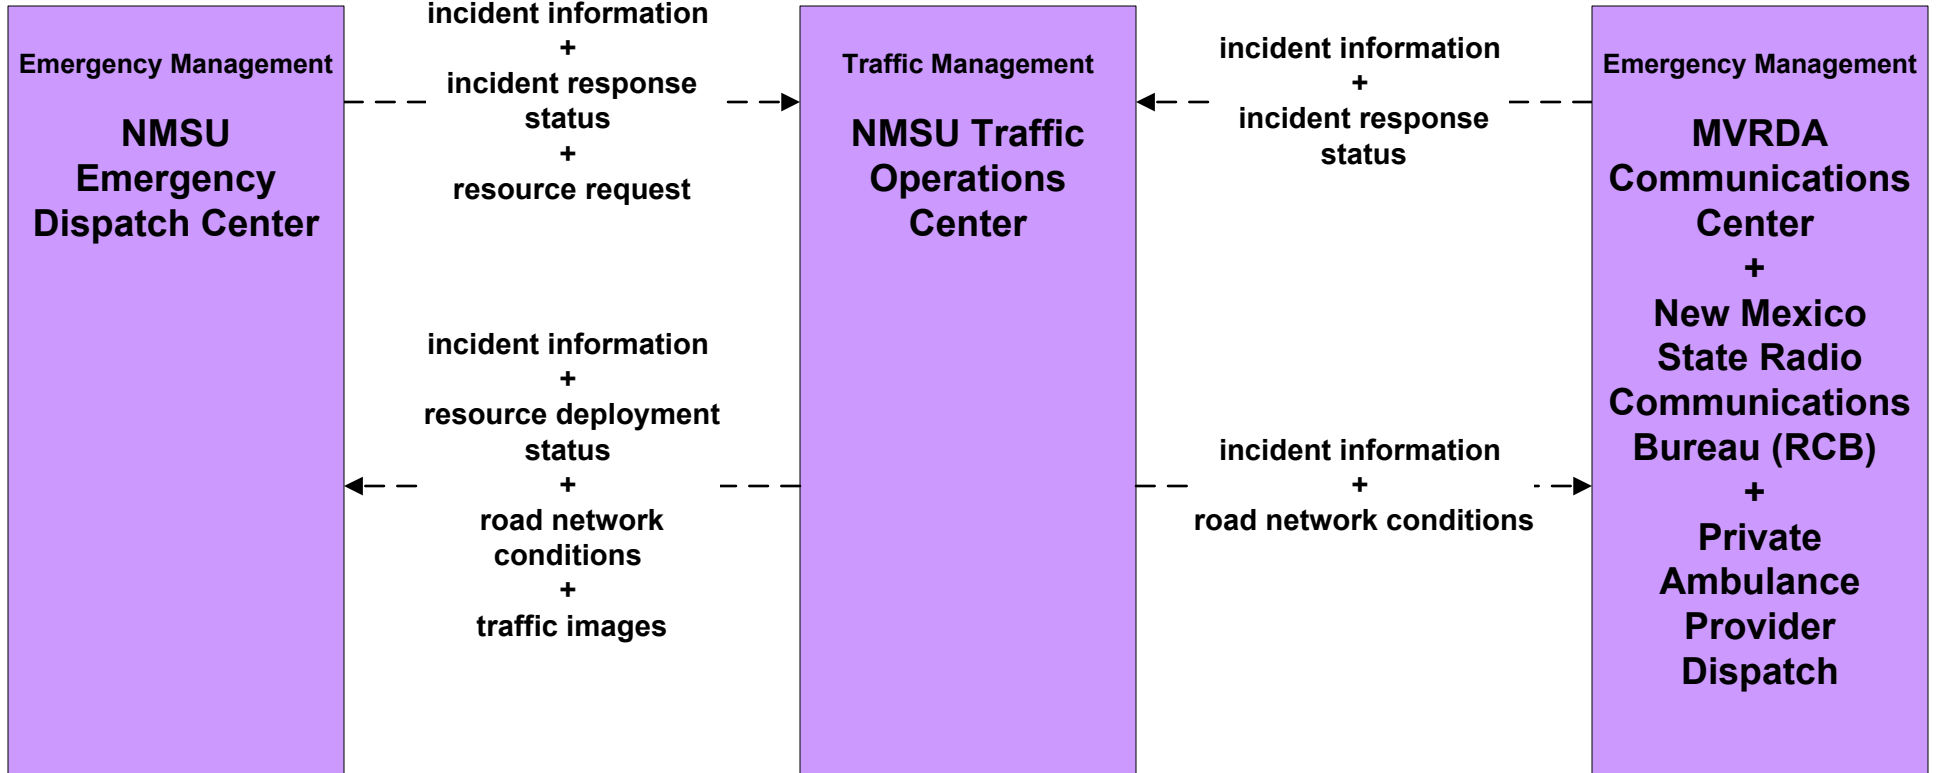 Emergency Management
NMSU
Emergency
Dispatch Center
incident information
+
incident response
status
+
resource request
incident information
+
resource deployment
status
+
road network
conditions
+
traffic images
Traffic Management
NMSU Traffic
Operations
Center
incident information
+
incident response
status
incident information
+
road network conditions
Emergency Management
MVRDA
Communications
Center
+
New Mexico
State Radio
Communications
Bureau (RCB)
+
Private
Ambulance
Provider
Dispatch